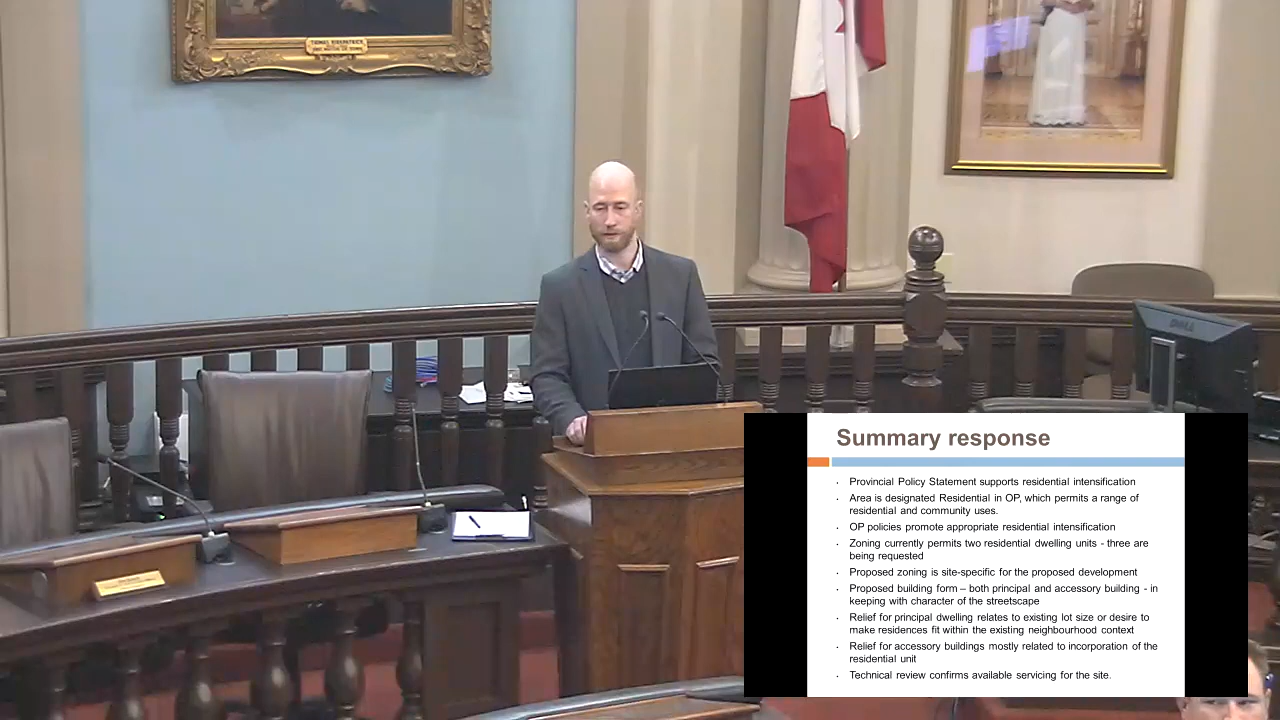 THOMAS KIRKPATRICK
DELL
Summary response
Provincial Policy Statement supports residential intensification
Area is designated Residential in OP, which permits a range of
residential and community uses.
OP policies promote appropriate residential intensification
Zoning currently permits two residential dwelling units - three are
being requested
Proposed zoning is site-specific for the proposed development
Proposed building form – both principal and accessory building - in
keeping with character of the streetscape
Relief for principal dwelling relates to existing lot size or desire to
make residences fit within the existing neighbourhood context
Relief for accessory buildings mostly related to incorporation of the
residential unit
Technical review confirms available servicing for the site.